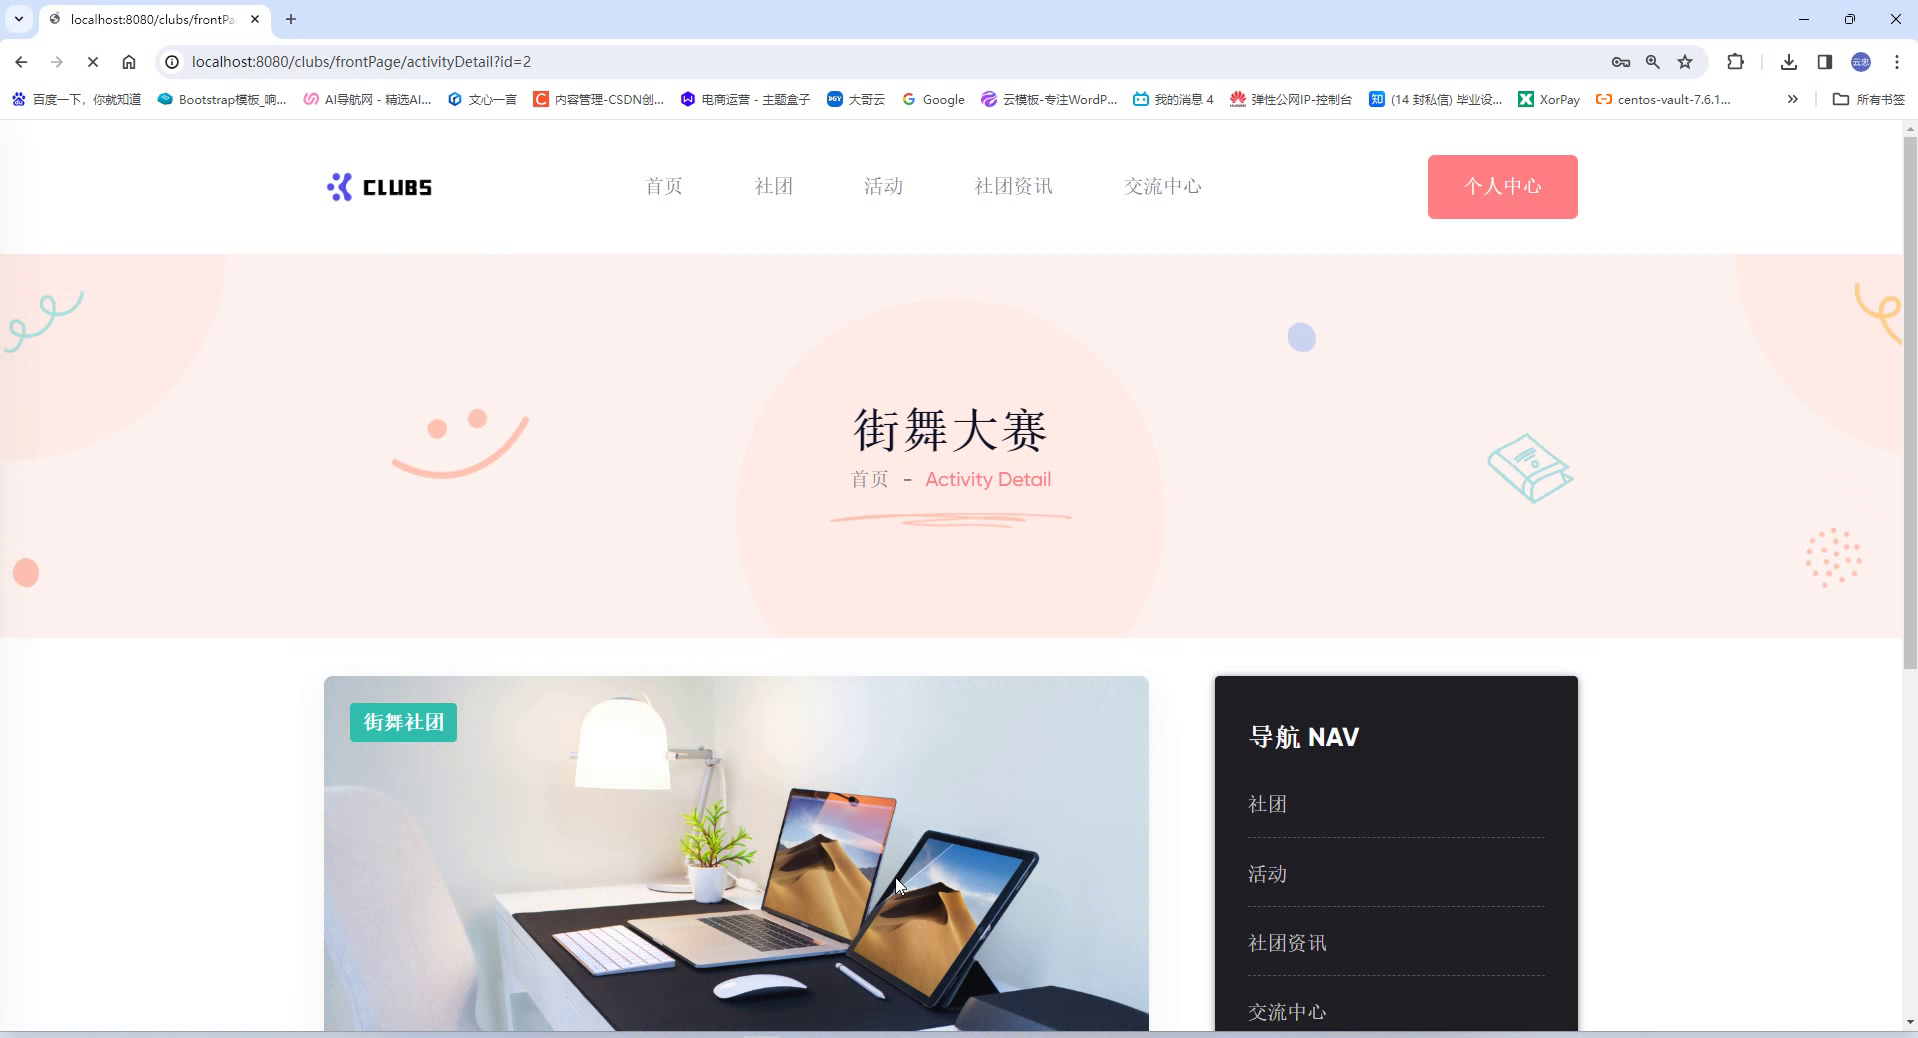 localhost:8080/clubs/frontPa
localhost:8080/clubs/frontPage/activityDetail?id=2
云忠
百度一下，你就知道
Bootstrap模板_响...
AI导航网 - 精选AI...
文心一言
内容管理-CSDN创...
电商运营 - 主题盒子
大哥云
Google
云模板-专注WordP...
我的消息 4
弹性公网IP-控制台
知
(14 封私信) 毕业设...
XorPay
centos-vault-7.6.1...
所有书签
CLUBS
首页
社团
活动
社团资讯
交流中心
个人中心
街舞大赛
首页 - Activity Detail
街舞社团
导航 NAV
社团
活动
社团资讯
交流中心